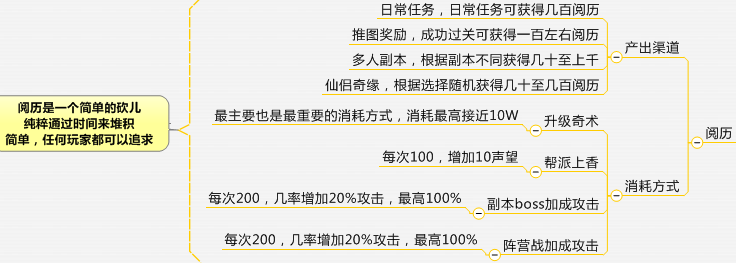 日常任务，日常任务可获得几百阅历
推图奖励，成功过关可获得一百左右阅历
多人副本，根据副本不同获得几十至上千
仙侣奇缘，根据选择随机获得几十至几百阅历
产出渠道
阅历是一个简单的砍儿
纯粹通过时间来堆积
简单，任何玩家都可以追求
最主要也是最重要的消耗方式，消耗最高接近10W
升级奇术
阅历
每次100，增加10声望
帮派上香
消耗方式
每次200，几率增加20%攻击，最高100%
副本boss加成攻击
每次200，几率增加20%攻击，最高100%
阵营战加成攻击